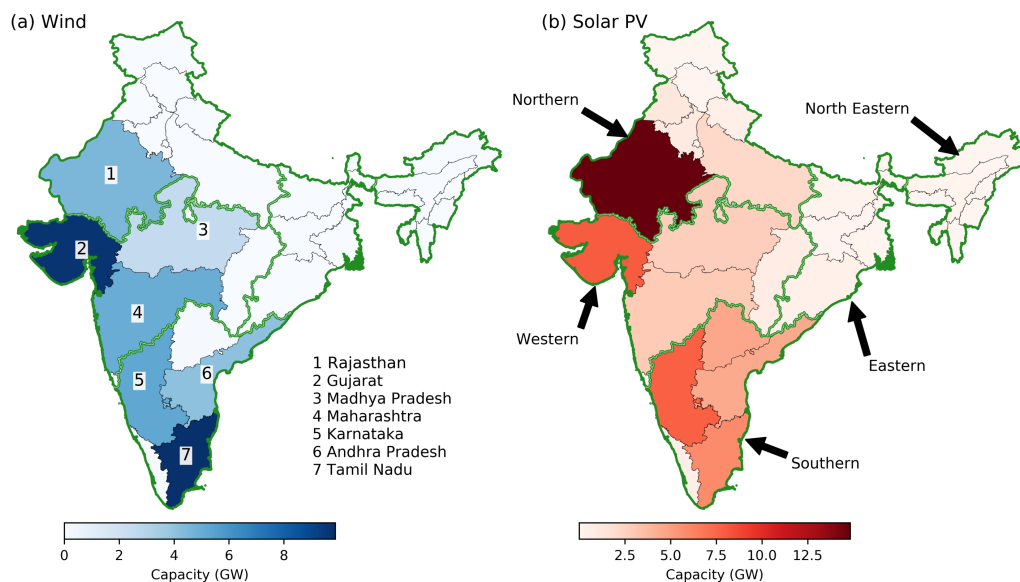 (a) Wind
1
2
3
4
5
6
7
1 Rajasthan
2 Gujarat
3 Madhya Pradesh
4 Maharashtra
5 Karnataka
6 Andhra Pradesh
7 Tamil Nadu
0 2 4 6 8
Capacity (GW)
(b) Solar PV
Northern
North Eastern
Western
Eastern
Southern
2.5 5.0 7.5 10.0 12.5
Capacity (GW)